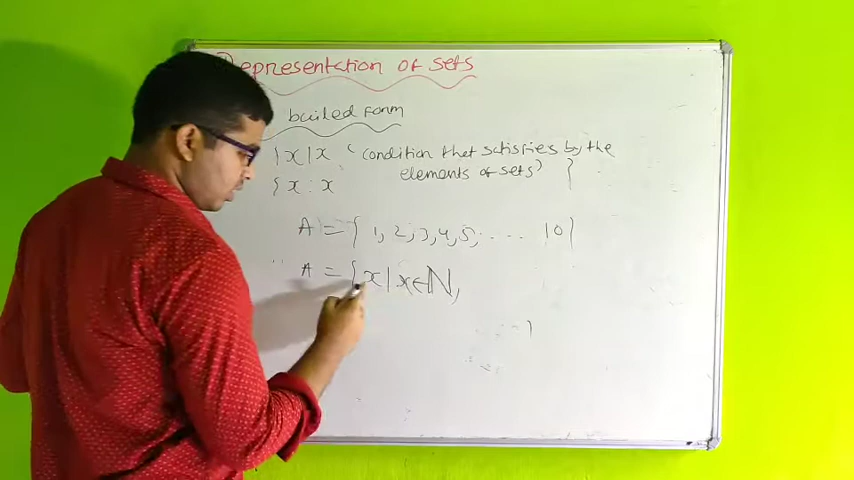 Representation of sets
builed form
{x|x (condition that satisfies by the
elements of sets) }
{x : x
A = { 1, 2, 3, 4, 5, .... 10}
A = {x | x ∈ ℕ,